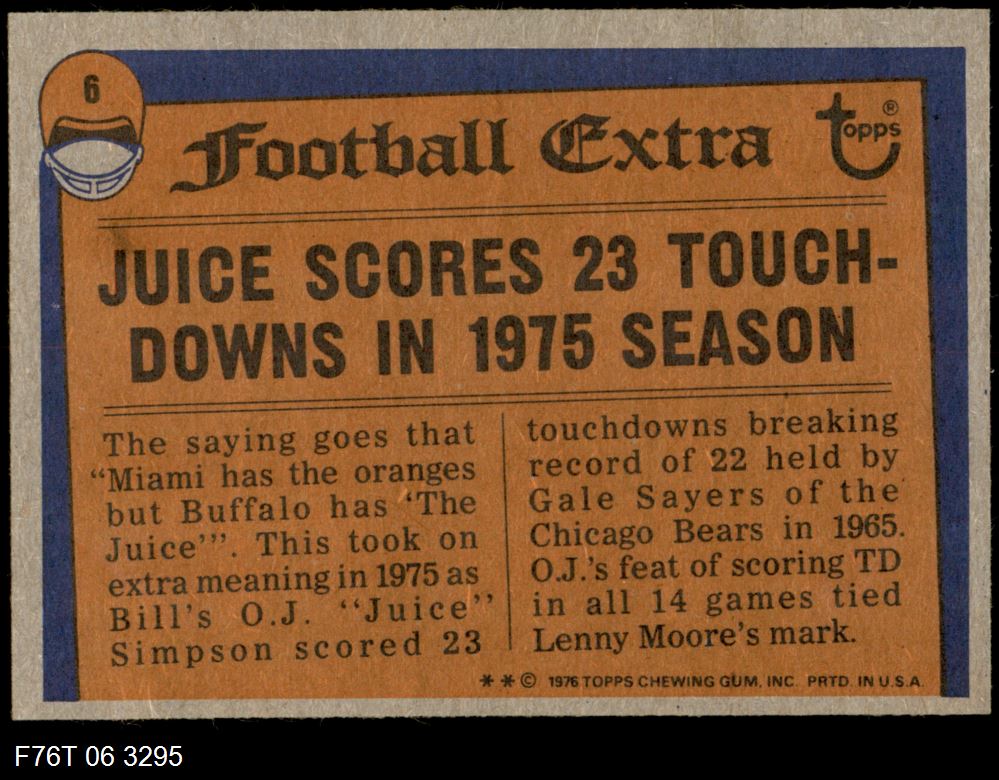 6
Football Extra
topps®
JUICE SCORES 23 TOUCH-
DOWNS IN 1975 SEASON
The saying goes that
“Miami has the oranges
but Buffalo has ‘The
Juice’”. This took on
extra meaning in 1975 as
Bill's O.J. “Juice”
Simpson scored 23
touchdowns breaking
record of 22 held by
Gale Sayers of the
Chicago Bears in 1965.
O.J.'s feat of scoring TD
in all 14 games tied
Lenny Moore's mark.
* * © 1976 TOPPS CHEWING GUM, INC. PRTD. IN U.S.A.
F76T 06 3295